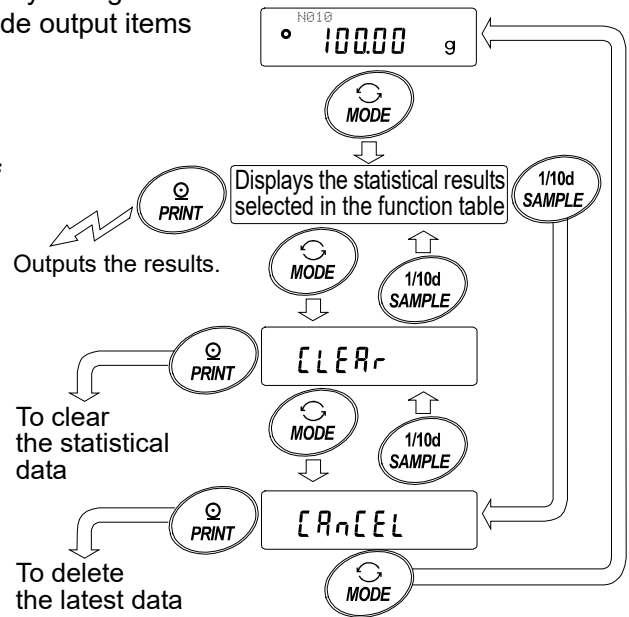 de output items
N010
100.00 g
MODE
Displays the statistical results
selected in the function table
PRINT
1/10d
SAMPLE
Outputs the results.
MODE
1/10d
SAMPLE
PRINT
CLEAr
To clear
the statistical
data
MODE
1/10d
SAMPLE
PRINT
CAnCEL
To delete
the latest data
MODE